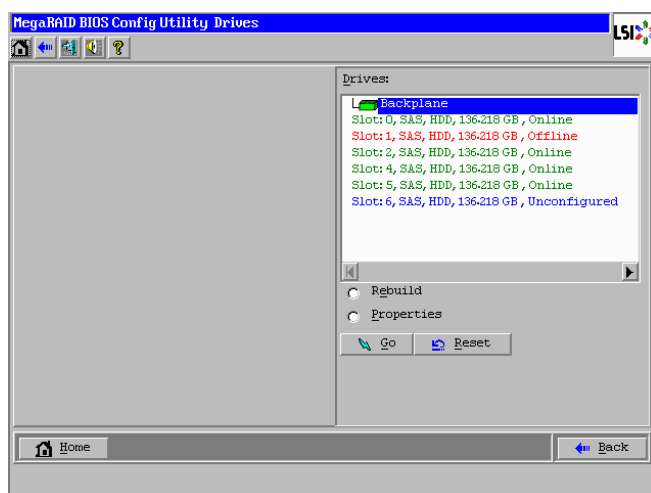 MegaRAID BIOS Config Utility Drives
LSI
Drives:
Backplane
Slot: 0, SAS, HDD, 136.218 GB , Online
Slot: 1, SAS, HDD, 136.218 GB , Offline
Slot: 2, SAS, HDD, 136.218 GB , Online
Slot: 4, SAS, HDD, 136.218 GB , Online
Slot: 5, SAS, HDD, 136.218 GB , Online
Slot: 6, SAS, HDD, 136.218 GB , Unconfigured
Rebuild
Properties
Go Reset
Home Back